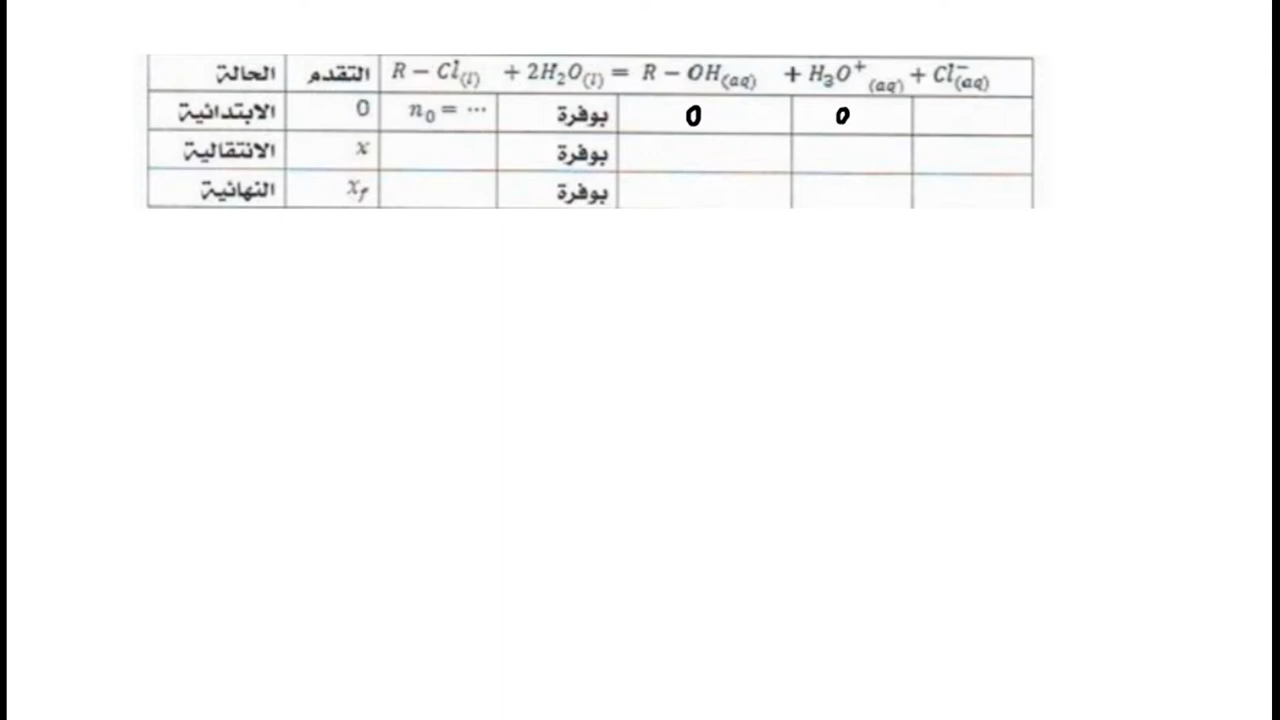 الحالة التقدم R − Cl(l) + 2H₂O(l) = R − OH(aq) + H₃O⁺(aq) + Cl⁻(aq)
الابتدائية 0 n₀ = ⋯ بوفرة 0 0
الانتقالية x بوفرة
النهائية x_f بوفرة